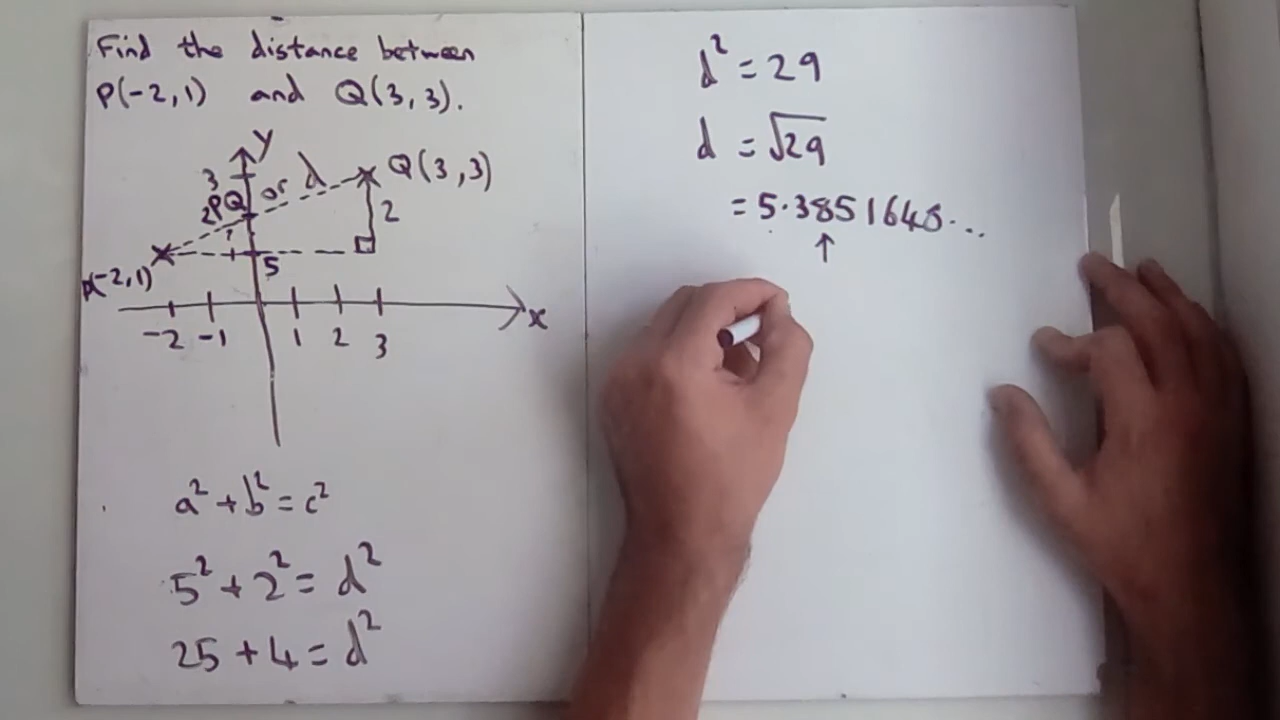 Find the distance between
P(-2,1) and Q(3,3).
y
3
PQ or d
Q(3,3)
2
2
1
P(-2,1)
5
x
-2 -1 1 2 3
a² + b² = c²
5² + 2² = d²
25 + 4 = d²
d² = 29
d = √29
= 5.3851648...
↑